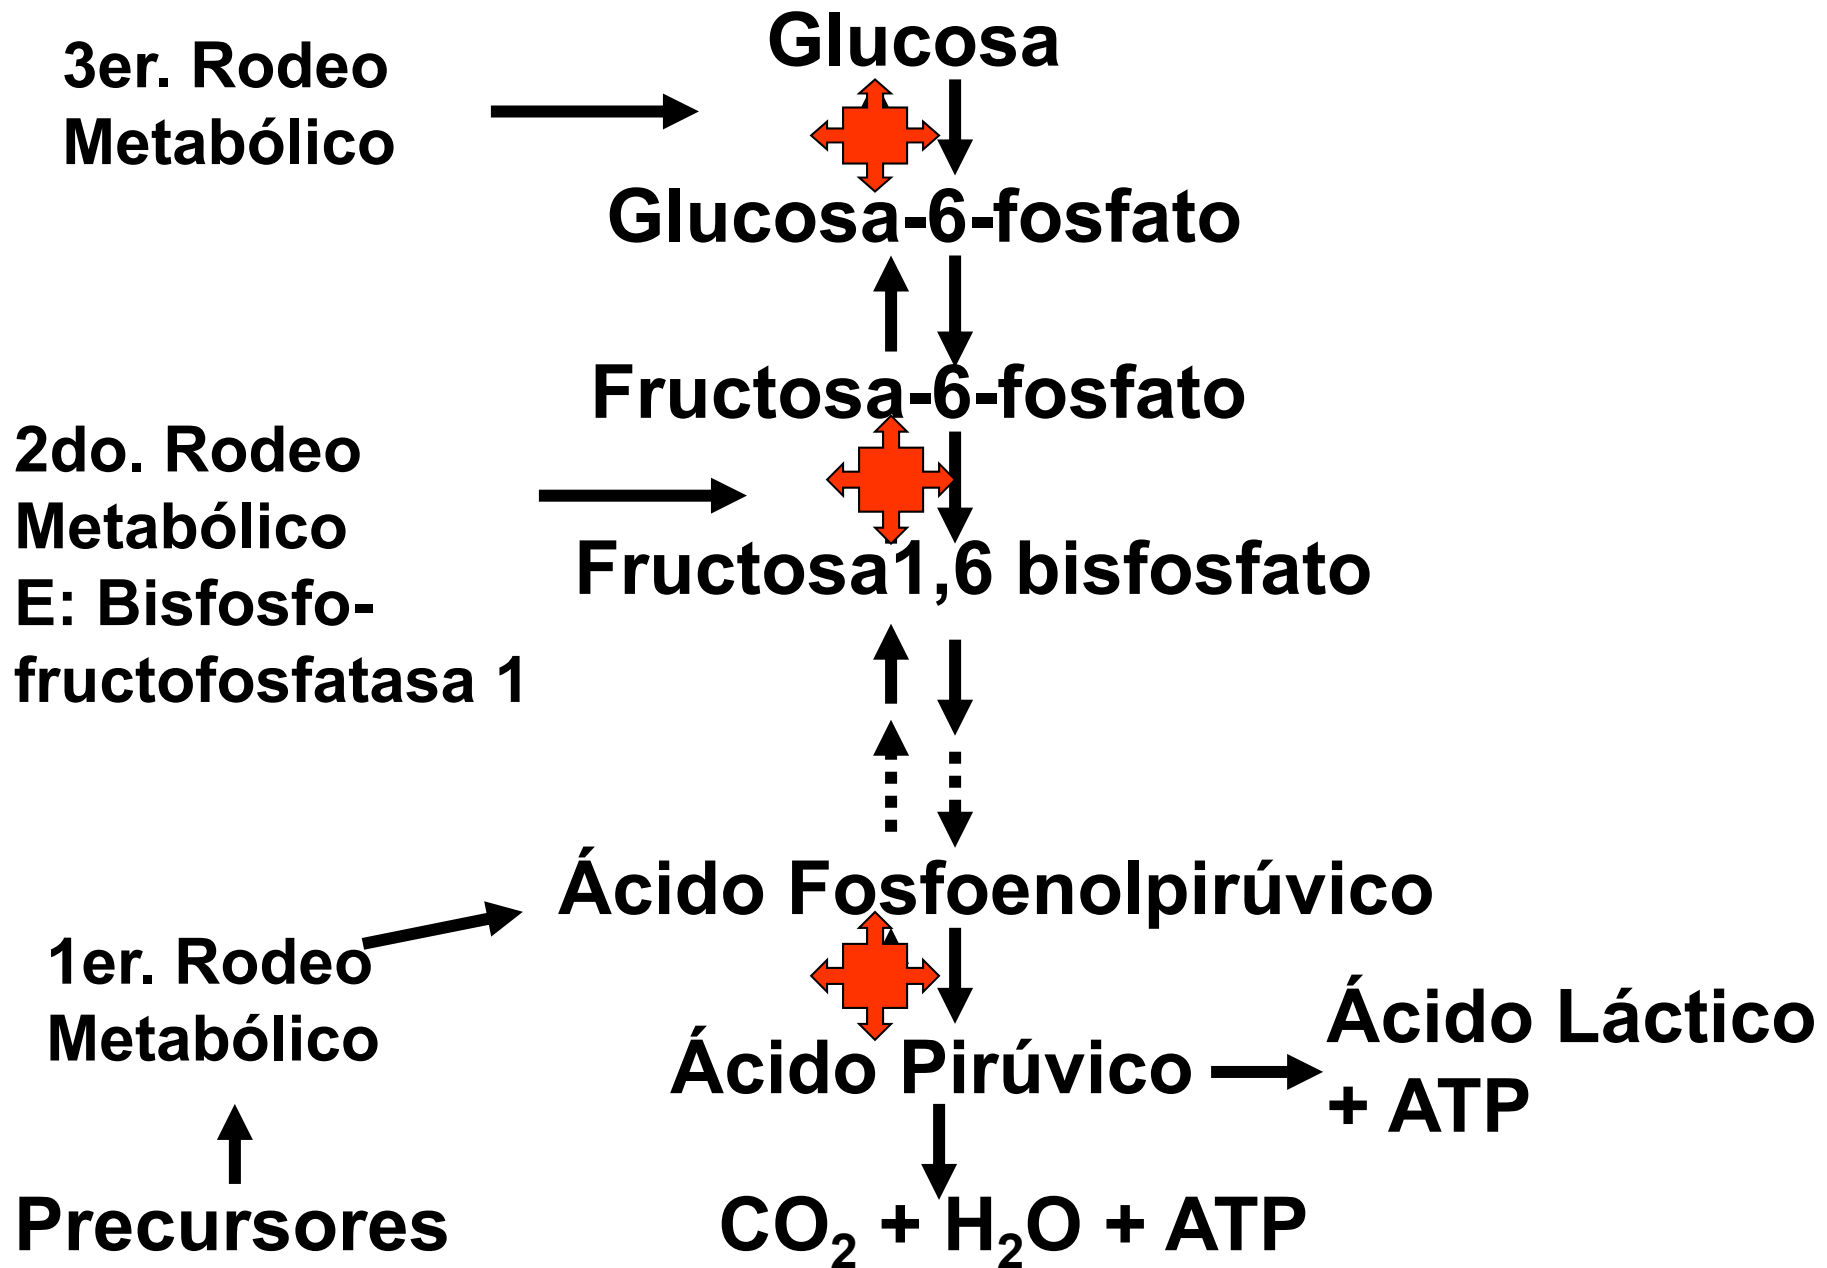 Glucosa
3er. Rodeo
Metabólico
Glucosa-6-fosfato
Fructosa-6-fosfato
2do. Rodeo
Metabólico
E: Bisfosfo-
fructofosfatasa 1
Fructosa1,6 bisfosfato
Ácido Fosfoenolpirúvico
1er. Rodeo
Metabólico
Ácido Pirúvico
Ácido Láctico
+ ATP
Precursores
CO₂ + H₂O + ATP